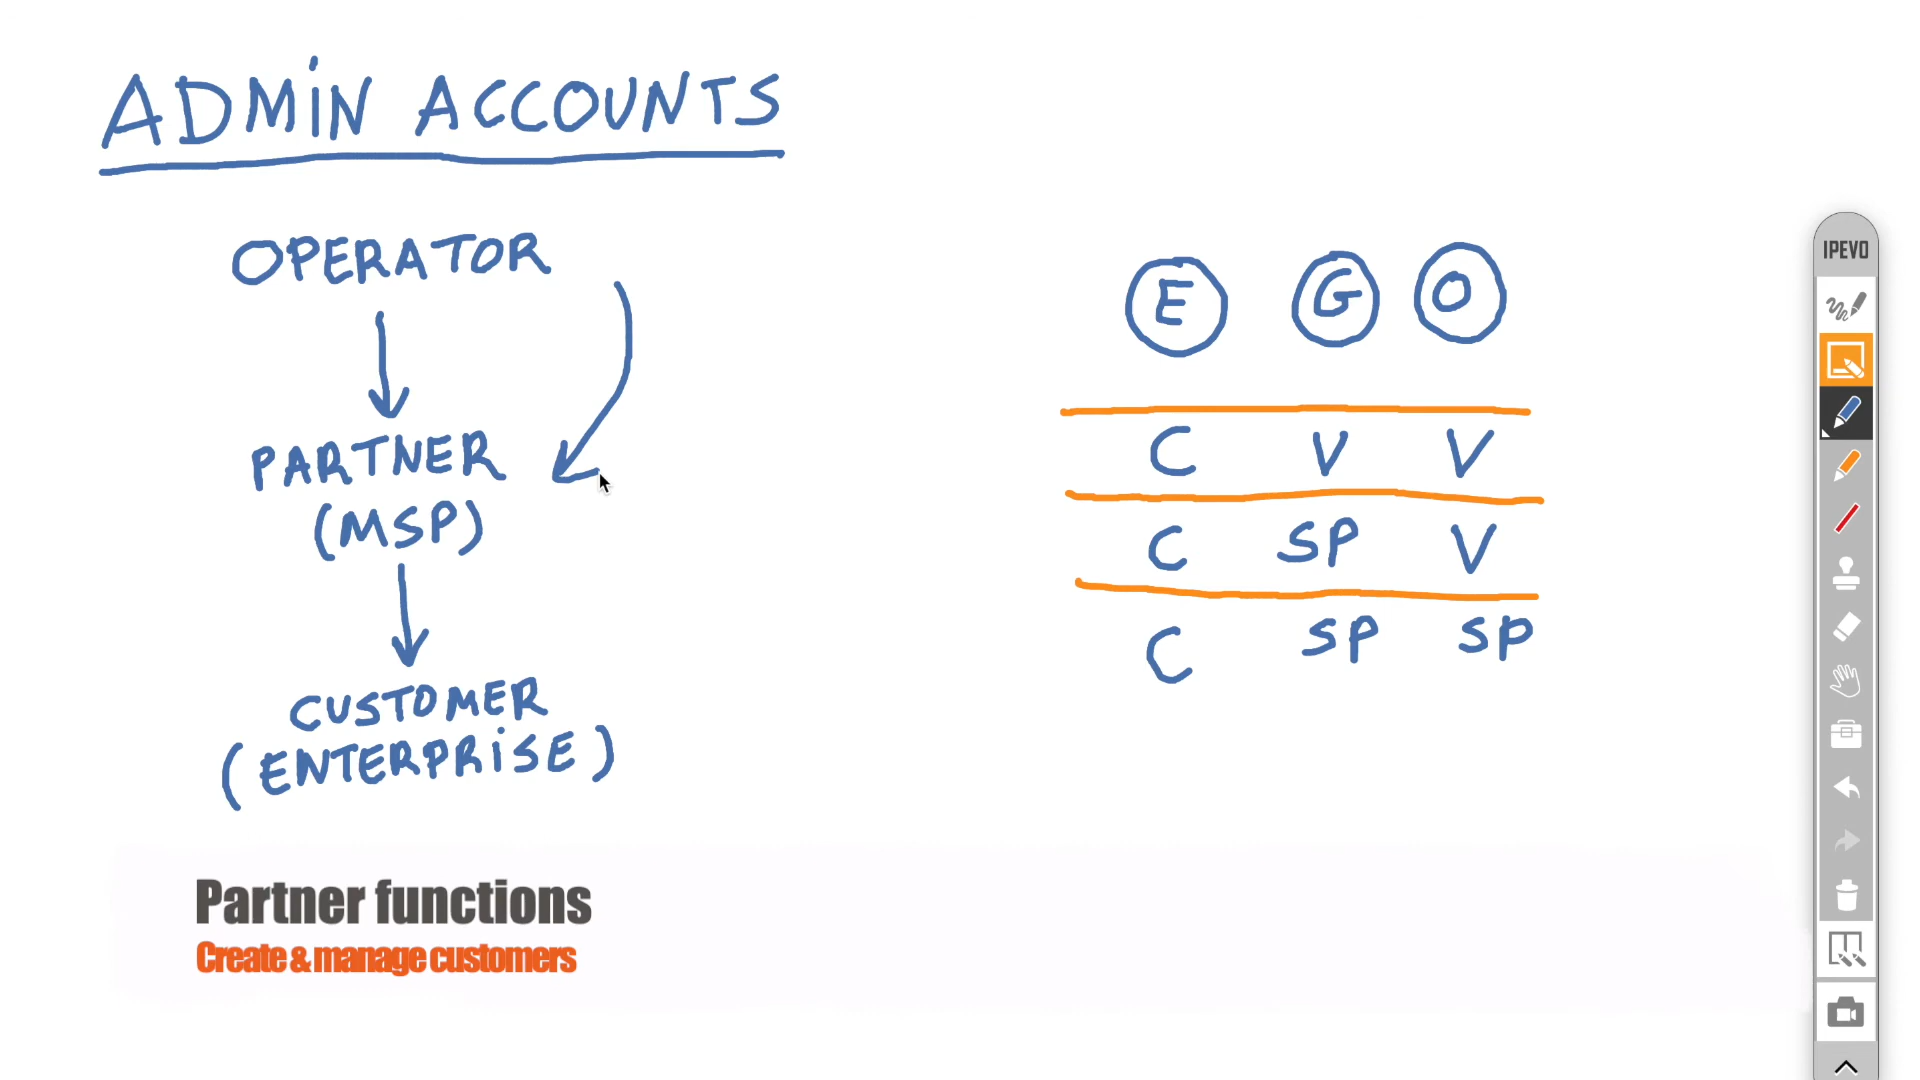 ADMIN ACCOUNTS
OPERATOR
PARTNER
(MSP)
CUSTOMER
(ENTERPRISE)
E G O
C V V
C SP V
C SP SP
Partner functions
Create & manage customers
IPEVO